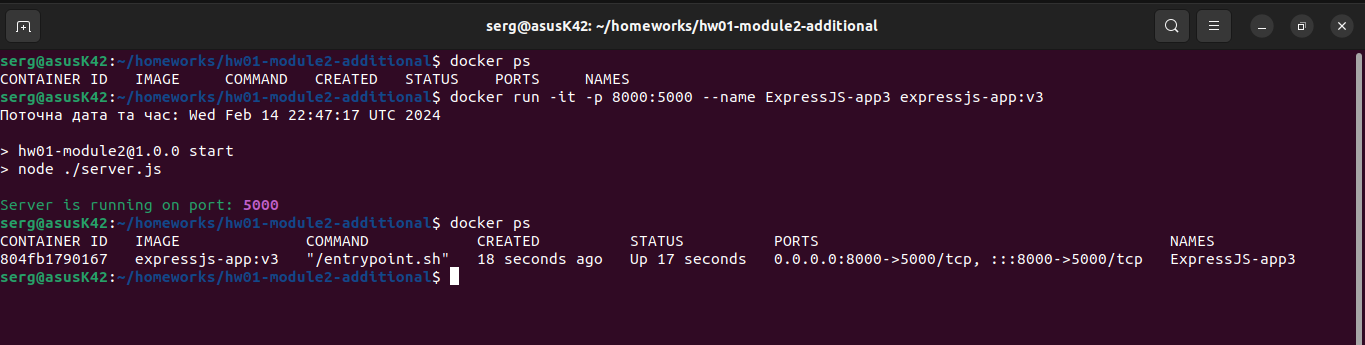 serg@asusK42: ~/homeworks/hw01-module2-additional
serg@asusK42:~/homeworks/hw01-module2-additional$ docker ps
CONTAINER ID   IMAGE     COMMAND   CREATED   STATUS    PORTS     NAMES
serg@asusK42:~/homeworks/hw01-module2-additional$ docker run -it -p 8000:5000 --name ExpressJS-app3 expressjs-app:v3
Поточна дата та час: Wed Feb 14 22:47:17 UTC 2024
> hw01-module2@1.0.0 start
> node ./server.js
Server is running on port: 5000
serg@asusK42:~/homeworks/hw01-module2-additional$ docker ps
CONTAINER ID   IMAGE              COMMAND            CREATED          STATUS          PORTS                                       NAMES
804fb1790167   expressjs-app:v3   "/entrypoint.sh"   18 seconds ago   Up 17 seconds   0.0.0.0:8000->5000/tcp, :::8000->5000/tcp   ExpressJS-app3
serg@asusK42:~/homeworks/hw01-module2-additional$